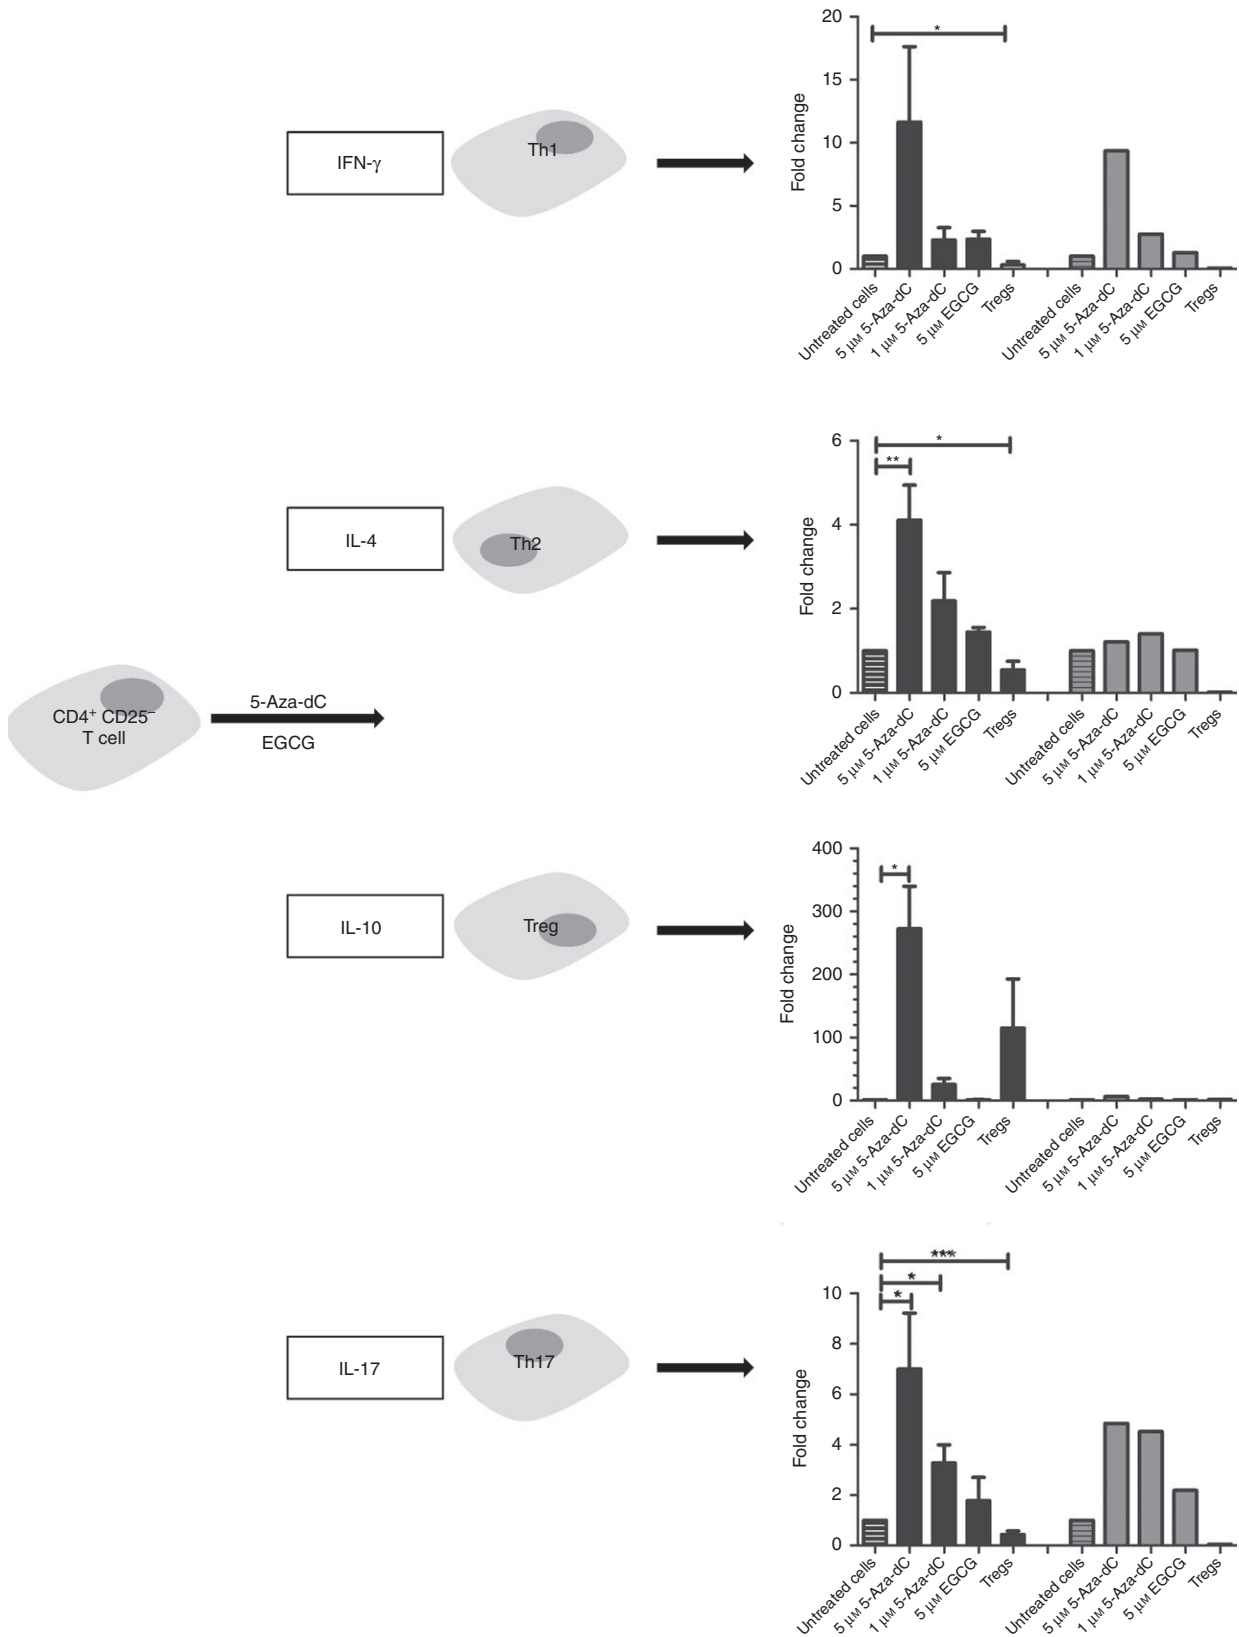 20
15
10
5
0
Fold change
*
IFN-γ
Th1
Untreated cells
5 μM 5-Aza-dC
1 μM 5-Aza-dC
5 μM EGCG
Tregs
Untreated cells
5 μM 5-Aza-dC
1 μM 5-Aza-dC
5 μM EGCG
Tregs
6
4
2
0
Fold change
*
**
IL-4
Th2
Untreated cells
5 μM 5-Aza-dC
1 μM 5-Aza-dC
5 μM EGCG
Tregs
Untreated cells
5 μM 5-Aza-dC
1 μM 5-Aza-dC
5 μM EGCG
Tregs
CD4⁺ CD25⁻
T cell
5-Aza-dC
EGCG
400
300
200
100
0
Fold change
*
IL-10
Treg
Untreated cells
5 μM 5-Aza-dC
1 μM 5-Aza-dC
5 μM EGCG
Tregs
Untreated cells
5 μM 5-Aza-dC
1 μM 5-Aza-dC
5 μM EGCG
Tregs
10
8
6
4
2
0
Fold change
***
*
*
IL-17
Th17
Untreated cells
5 μM 5-Aza-dC
1 μM 5-Aza-dC
5 μM EGCG
Tregs
Untreated cells
5 μM 5-Aza-dC
1 μM 5-Aza-dC
5 μM EGCG
Tregs